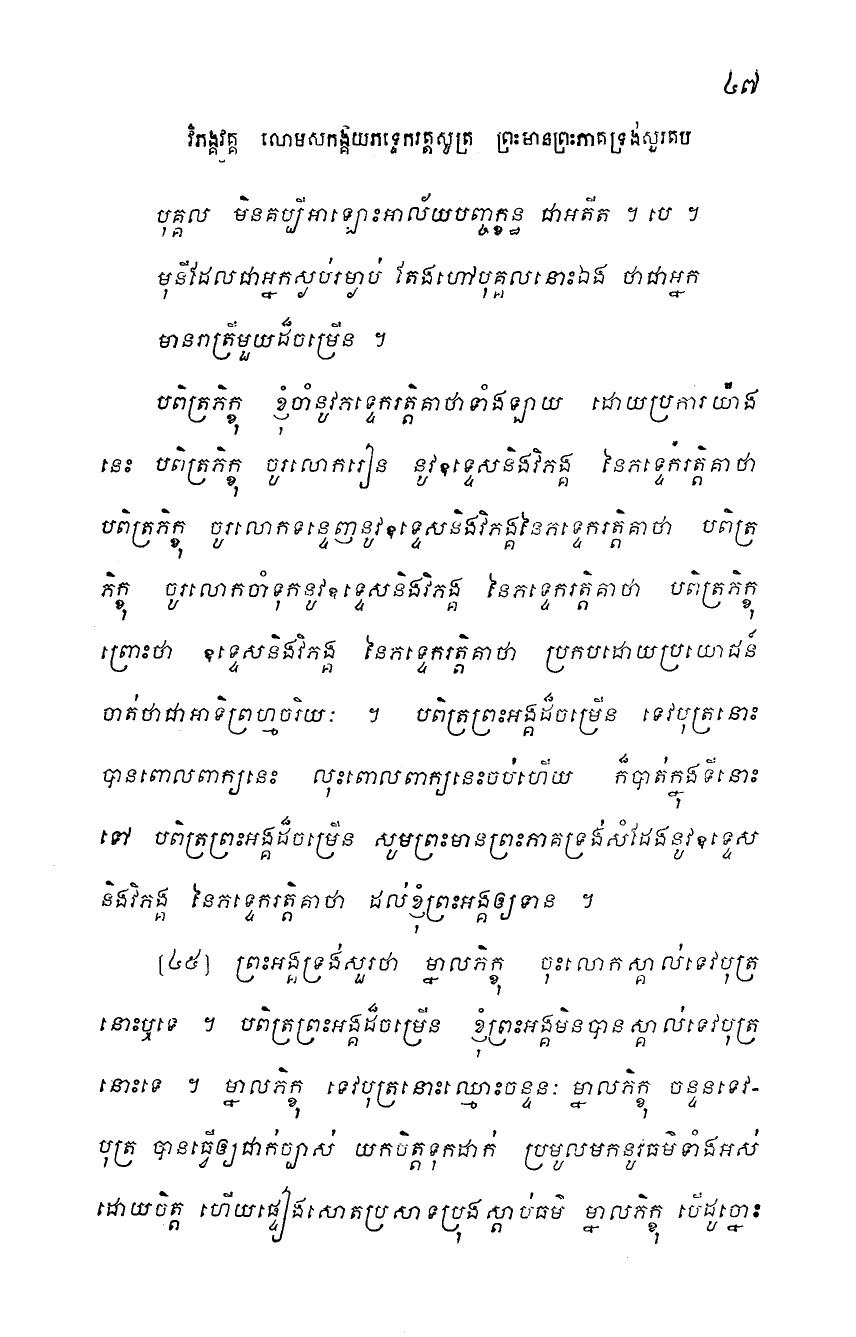 ៤៧
វិភង្គវគ្គ លោមសកង្គិយភទ្ទេករត្តសូត្រ ព្រះមានព្រះភាគទ្រង់សួរតប
បុគ្គល មិនគប្បីអាឡោះអាល័យបញ្ចក្ខន្ធ ជាអតីត ។ បេ ។
មុនីដែលជាអ្នកស្ងប់រម្ងាប់ តែងហៅបុគ្គលនោះឯង ថាជាអ្នក
មានរាត្រីមួយដ៏ចម្រើន ។
បពិត្រភិក្ខុ ខ្ញុំចាំនូវភទ្ទេករត្តិគាថាទាំងឡាយ ដោយប្រការយ៉ាង
នេះ បពិត្រភិក្ខុ ចូរលោករៀន នូវឧទ្ទេសនិងវិភង្គ នៃភទ្ទេករត្តិគាថា
បពិត្រភិក្ខុ ចូរលោកទន្ទេញនូវឧទ្ទេសនិងវិភង្គនៃភទ្ទេករត្តិគាថា បពិត្រ
ភិក្ខុ ចូរលោកចាំទុកនូវឧទ្ទេសនិងវិភង្គ នៃភទ្ទេករត្តិគាថា បពិត្រភិក្ខុ
ព្រោះថា ឧទ្ទេសនិងវិភង្គ នៃភទ្ទេករត្តិគាថា ប្រកបដោយប្រយោជន៍
ចាត់ថាជាអាទិព្រហ្មចរិយៈ ។ បពិត្រព្រះអង្គដ៏ចម្រើន ទេវបុត្រនោះ
បានពោលពាក្យនេះ លុះពោលពាក្យនេះចប់ហើយ ក៏បាត់ក្នុងទីនោះ
ទៅ បពិត្រព្រះអង្គដ៏ចម្រើន សូមព្រះមានព្រះភាគទ្រង់សំដែងនូវឧទ្ទេស
និងវិភង្គ នៃភទ្ទេករត្តិគាថា ដល់ខ្ញុំព្រះអង្គឲ្យទាន ។
[៤៥] ព្រះអង្គទ្រង់សួរថា ម្នាលភិក្ខុ ចុះលោកស្គាល់ទេវបុត្រ
នោះឬទេ ។ បពិត្រព្រះអង្គដ៏ចម្រើន ខ្ញុំព្រះអង្គមិនបានស្គាល់ទេវបុត្រ
នោះទេ ។ ម្នាលភិក្ខុ ទេវបុត្រនោះឈ្មោះចន្ទនៈ ម្នាលភិក្ខុ ចន្ទនទេវ-
បុត្រ បានធ្វើឲ្យជាក់ច្បាស់ យកចិត្តទុកដាក់ ប្រមូលមកនូវធម៌ទាំងអស់
ដោយចិត្ត ហើយផ្ទៀងសោតប្រសាទប្រុងស្តាប់ធម៌ ម្នាលភិក្ខុ បើដូច្នោះ